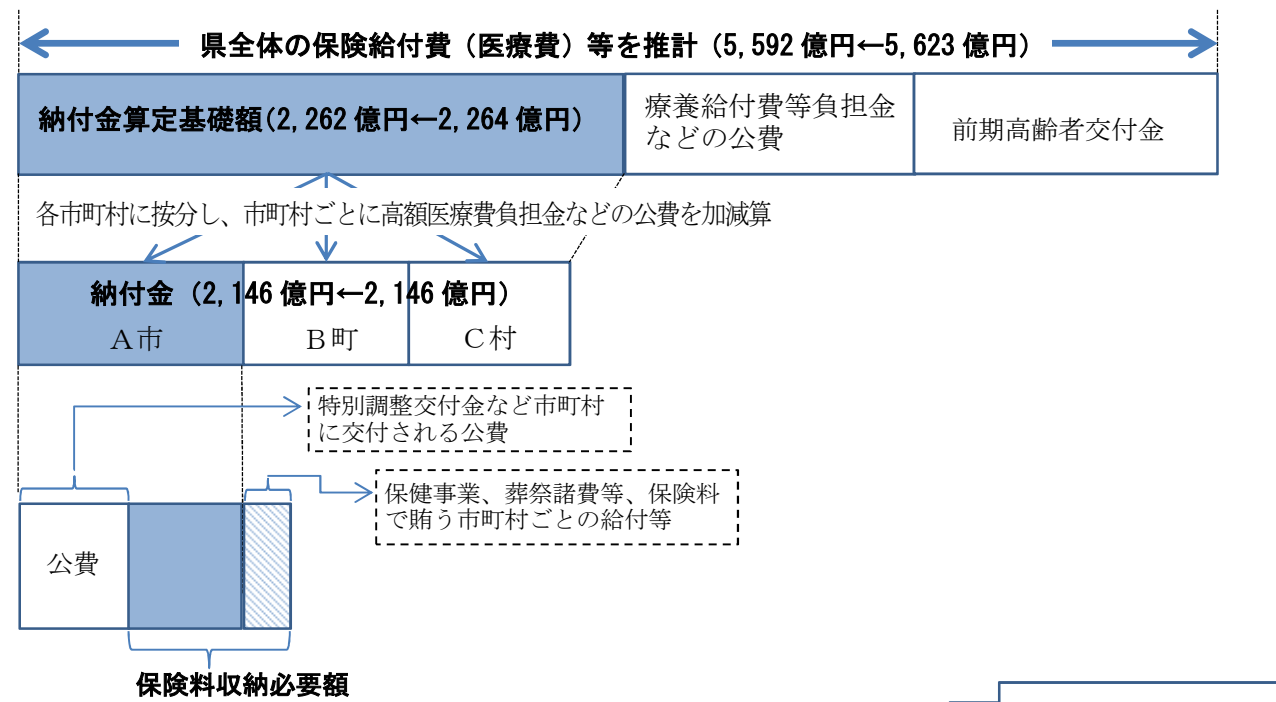 県全体の保険給付費（医療費）等を推計（5,592 億円←5,623 億円）
納付金算定基礎額(2,262 億円←2,264 億円)
療養給付費等負担金
などの公費
前期高齢者交付金
各市町村に按分し、市町村ごとに高額医療費負担金などの公費を加減算
納付金（2,146 億円←2,146 億円）
Ａ市
Ｂ町
Ｃ村
特別調整交付金など市町村
に交付される公費
保健事業、葬祭諸費等、保険料
で賄う市町村ごとの給付等
公費
保険料収納必要額